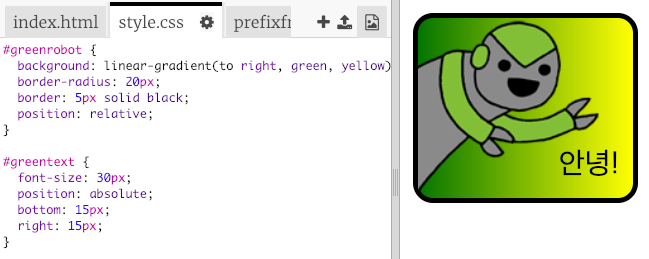 index.html
style.css
prefixfr
#greenrobot {
background: linear-gradient(to right, green, yellow)
border-radius: 20px;
border: 5px solid black;
position: relative;
}
#greentext {
font-size: 30px;
position: absolute;
bottom: 15px;
right: 15px;
}
안녕!